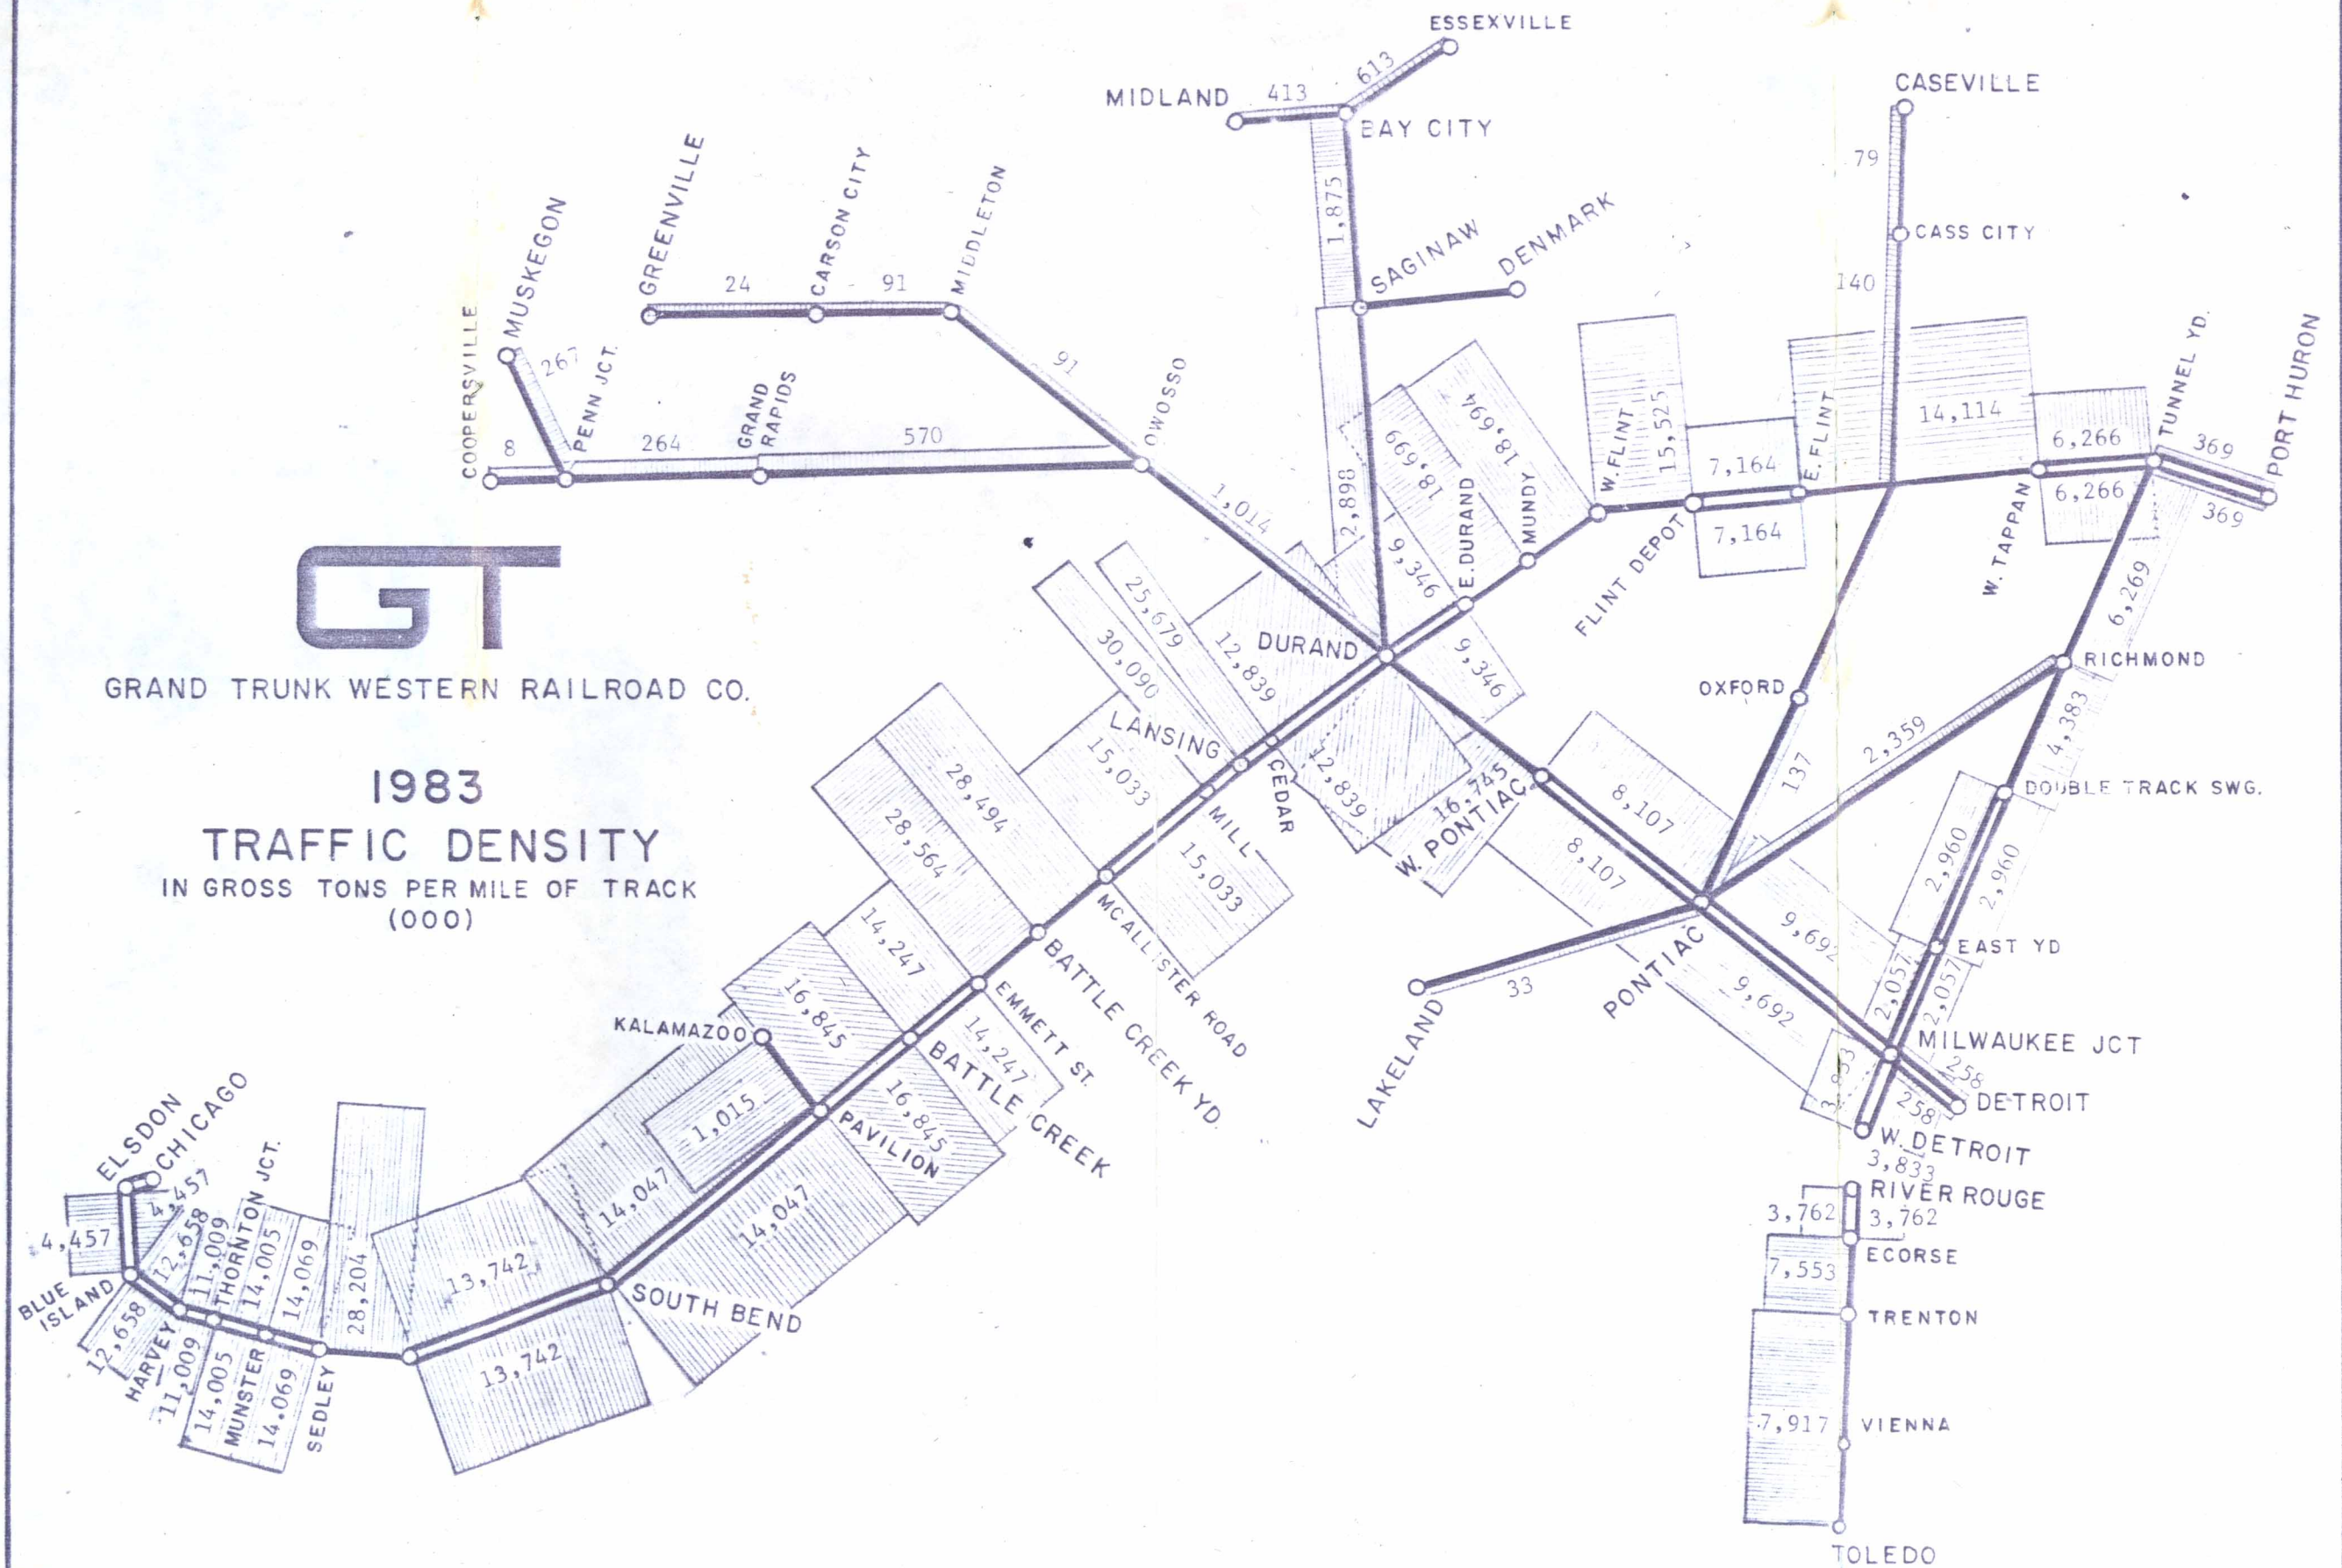 ESSEXVILLE
613
MIDLAND
413
BAY CITY
CASEVILLE
79
CASS CITY
140
1,875
SAGINAW
DENMARK
MUSKEGON
GREENVILLE
CARSON CITY
MIDDLETON
24
91
91
COOPERSVILLE
267
PENN JCT.
8
264
GRAND
RAPIDS
570
OWOSSO
1,014
2,898
18,699
18,694
9,346
E. DURAND
MUNDY
W. FLINT
15,525
7,164
E. FLINT
14,114
6,266
TUNNEL YD.
369
PORT HURON
FLINT DEPOT
7,164
W. TAPPAN
6,266
369
6,269
GT
GRAND TRUNK WESTERN RAILROAD CO.
1983
TRAFFIC DENSITY
IN GROSS TONS PER MILE OF TRACK
(000)
25,679
30,090
12,839
DURAND
9,346
RICHMOND
OXFORD
2,359
137
4,383
DOUBLE TRACK SWG.
LANSING
CEDAR
12,839
16,745
W. PONTIAC
8,107
8,107
15,033
MILL
15,033
28,494
28,564
MCALLISTER ROAD
BATTLE CREEK YD.
14,247
EMMETT ST.
14,247
2,960
2,960
9,692
9,692
EAST YD
2,057
2,057
PONTIAC
33
LAKELAND
MILWAUKEE JCT
258
258
DETROIT
W. DETROIT
3,833
RIVER ROUGE
3,762
3,762
ECORSE
7,553
TRENTON
7,917
VIENNA
TOLEDO
KALAMAZOO
16,845
BATTLE CREEK
16,845
PAVILION
1,015
14,047
14,047
SOUTH BEND
13,742
13,742
ELSDON
CHICAGO
4,457
4,457
BLUE
ISLAND
12,658
12,658
HARVEY
11,009
11,009
THORNTON JCT.
14,005
14,005
MUNSTER
14,069
14.069
SEDLEY
28,204